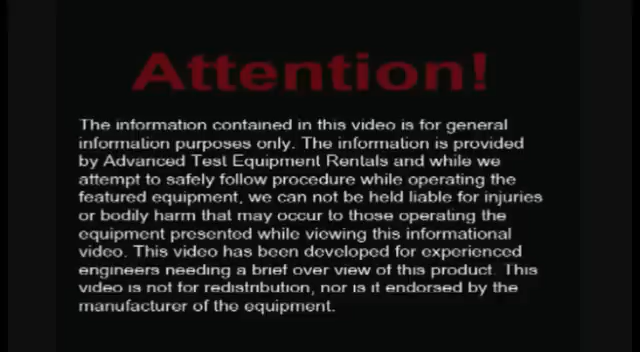 Attention!
The information contained in this video is for general
information purposes only. The information is provided
by Advanced Test Equipment Rentals and while we
attempt to safely follow procedure while operating the
featured equipment, we can not be held liable for injuries
or bodily harm that may occur to those operating the
equipment presented while viewing this informational
video. This video has been developed for experienced
engineers needing a brief over view of this product. This
video is not for redistribution, nor is it endorsed by the
manufacturer of the equipment.